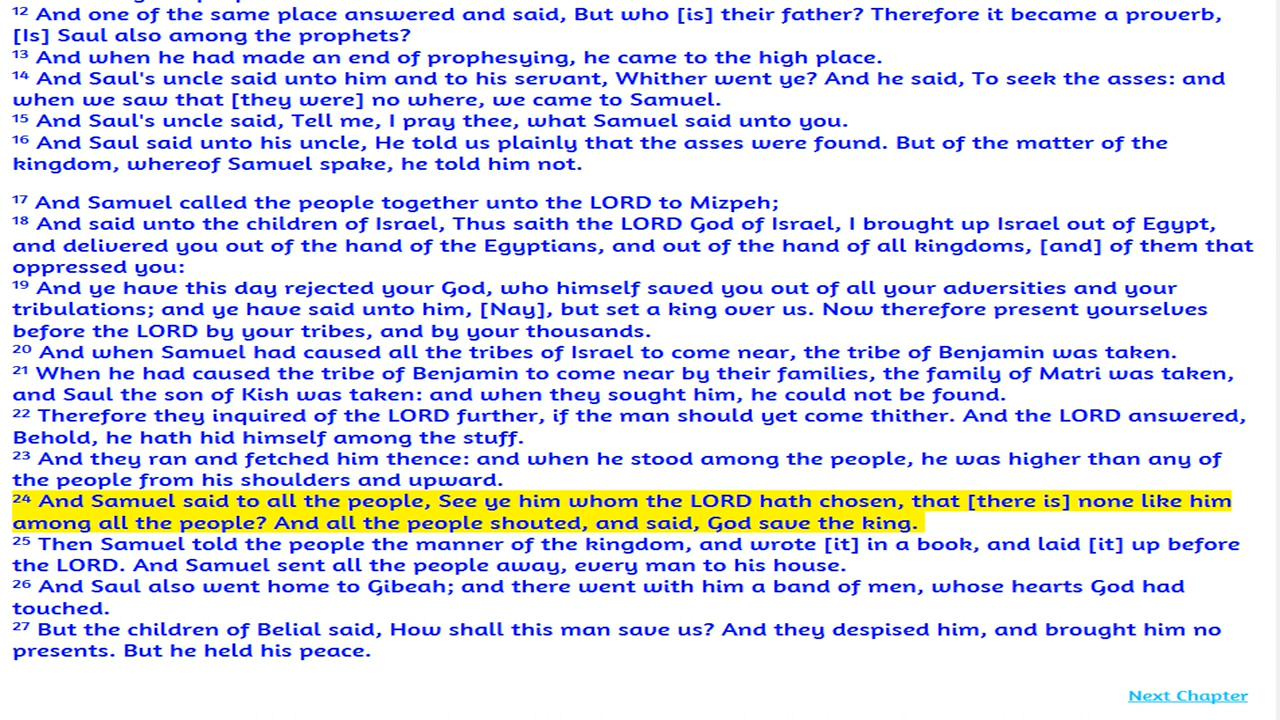 12 And one of the same place answered and said, But who [is] their father? Therefore it became a proverb,
[Is] Saul also among the prophets?
13 And when he had made an end of prophesying, he came to the high place.
14 And Saul's uncle said unto him and to his servant, Whither went ye? And he said, To seek the asses: and
when we saw that [they were] no where, we came to Samuel.
15 And Saul's uncle said, Tell me, I pray thee, what Samuel said unto you.
16 And Saul said unto his uncle, He told us plainly that the asses were found. But of the matter of the
kingdom, whereof Samuel spake, he told him not.
17 And Samuel called the people together unto the LORD to Mizpeh;
18 And said unto the children of Israel, Thus saith the LORD God of Israel, I brought up Israel out of Egypt,
and delivered you out of the hand of the Egyptians, and out of the hand of all kingdoms, [and] of them that
oppressed you:
19 And ye have this day rejected your God, who himself saved you out of all your adversities and your
tribulations; and ye have said unto him, [Nay], but set a king over us. Now therefore present yourselves
before the LORD by your tribes, and by your thousands.
20 And when Samuel had caused all the tribes of Israel to come near, the tribe of Benjamin was taken.
21 When he had caused the tribe of Benjamin to come near by their families, the family of Matri was taken,
and Saul the son of Kish was taken: and when they sought him, he could not be found.
22 Therefore they inquired of the LORD further, if the man should yet come thither. And the LORD answered,
Behold, he hath hid himself among the stuff.
23 And they ran and fetched him thence: and when he stood among the people, he was higher than any of
the people from his shoulders and upward.
24 And Samuel said to all the people, See ye him whom the LORD hath chosen, that [there is] none like him
among all the people? And all the people shouted, and said, God save the king.
25 Then Samuel told the people the manner of the kingdom, and wrote [it] in a book, and laid [it] up before
the LORD. And Samuel sent all the people away, every man to his house.
26 And Saul also went home to Gibeah; and there went with him a band of men, whose hearts God had
touched.
27 But the children of Belial said, How shall this man save us? And they despised him, and brought him no
presents. But he held his peace.
Next Chapter